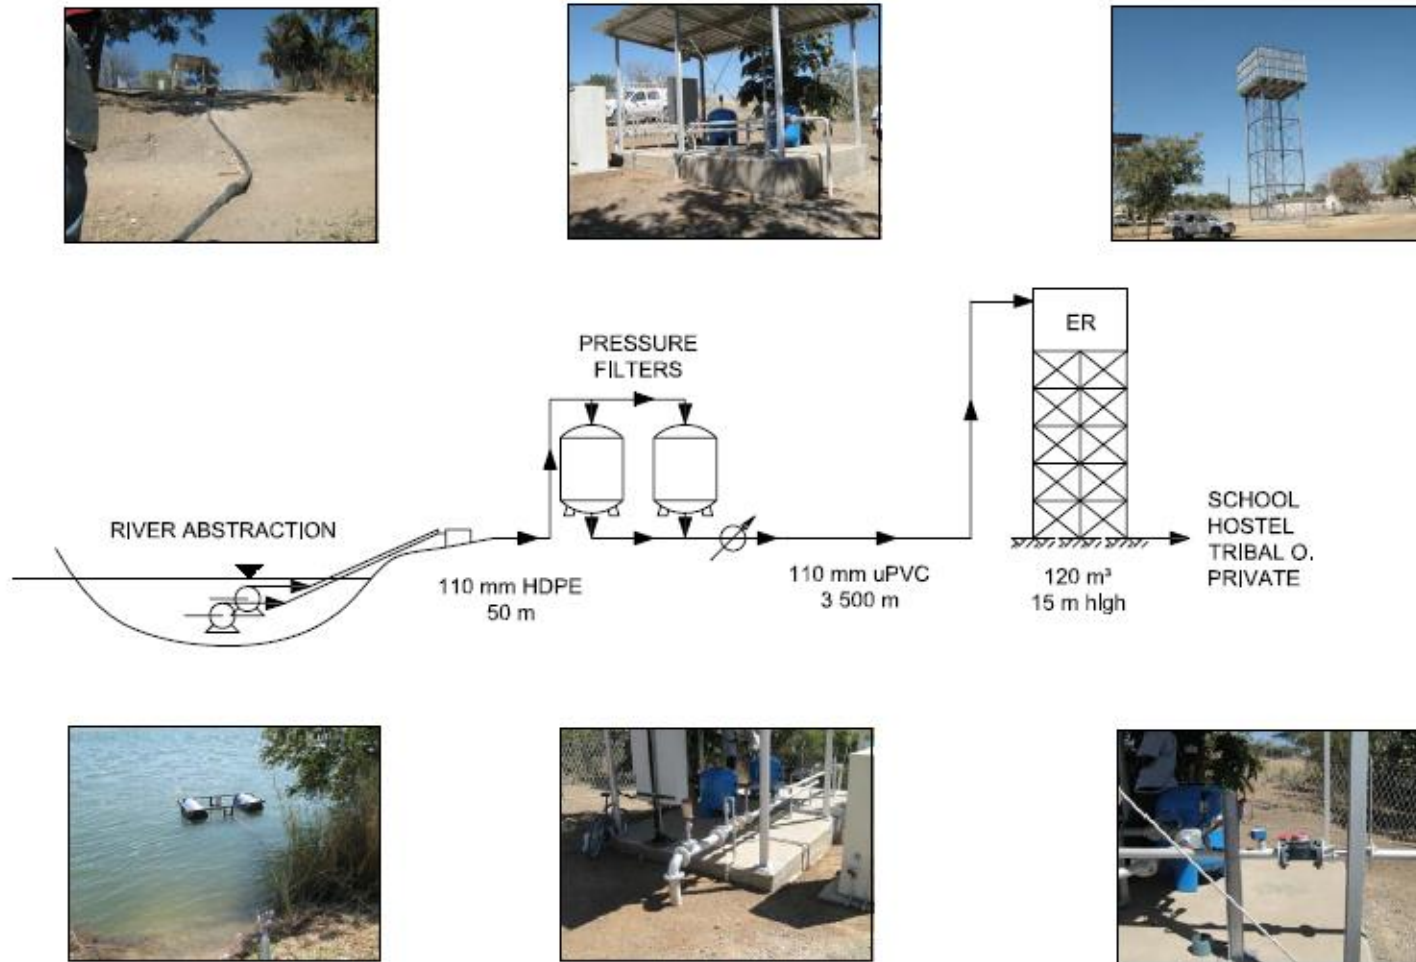 PRESSURE
FILTERS
ER
RIVER ABSTRACTION
110 mm HDPE
50 m
110 mm uPVC
3 500 m
120 m³
15 m high
SCHOOL
HOSTEL
TRIBAL O.
PRIVATE